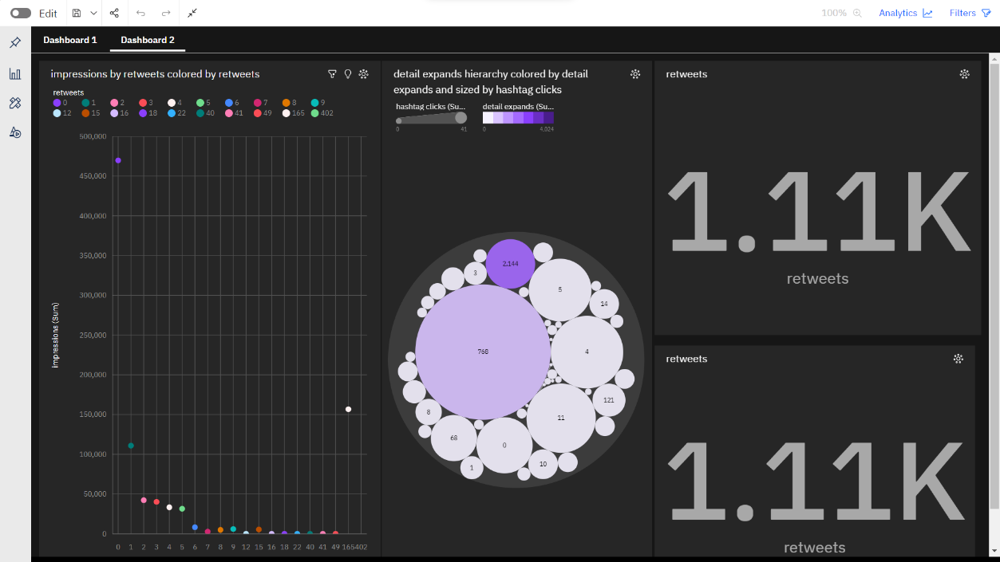 Edit
100%
Analytics
Filters
Dashboard 1
Dashboard 2
impressions by retweets colored by retweets
retweets
0 1 2 3 4 5 6 7 8 9
12 15 16 18 22 40 41 49 165 402
500,000
450,000
400,000
350,000
300,000
250,000
200,000
150,000
100,000
50,000
0
impressions (Sum)
0 1 2 3 4 5 6 7 8 9 12 15 16 18 22 40 41 49 165 402
detail expands hierarchy colored by detail
expands and sized by hashtag clicks
hashtag clicks (Su...
0 41
detail expands (Su...
0 4,024
2,144
3
5
14
768
4
121
8
11
68
0
10
1
retweets
1.11K
retweets
retweets
1.11K
retweets